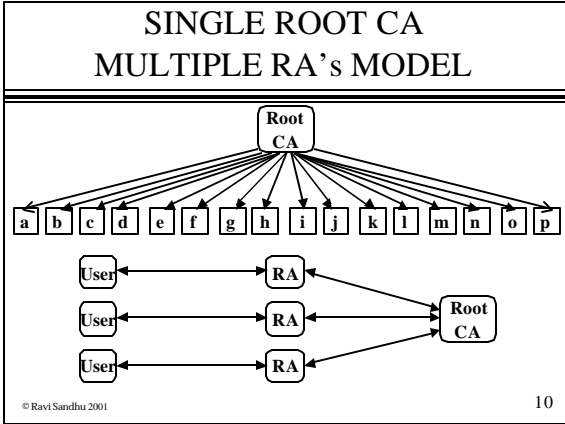 SINGLE ROOT CA
MULTIPLE RA's MODEL
Root
CA
a b c d e f g h i j k l m n o p
User RA
User RA Root
CA
User RA
© Ravi Sandhu 2001 10